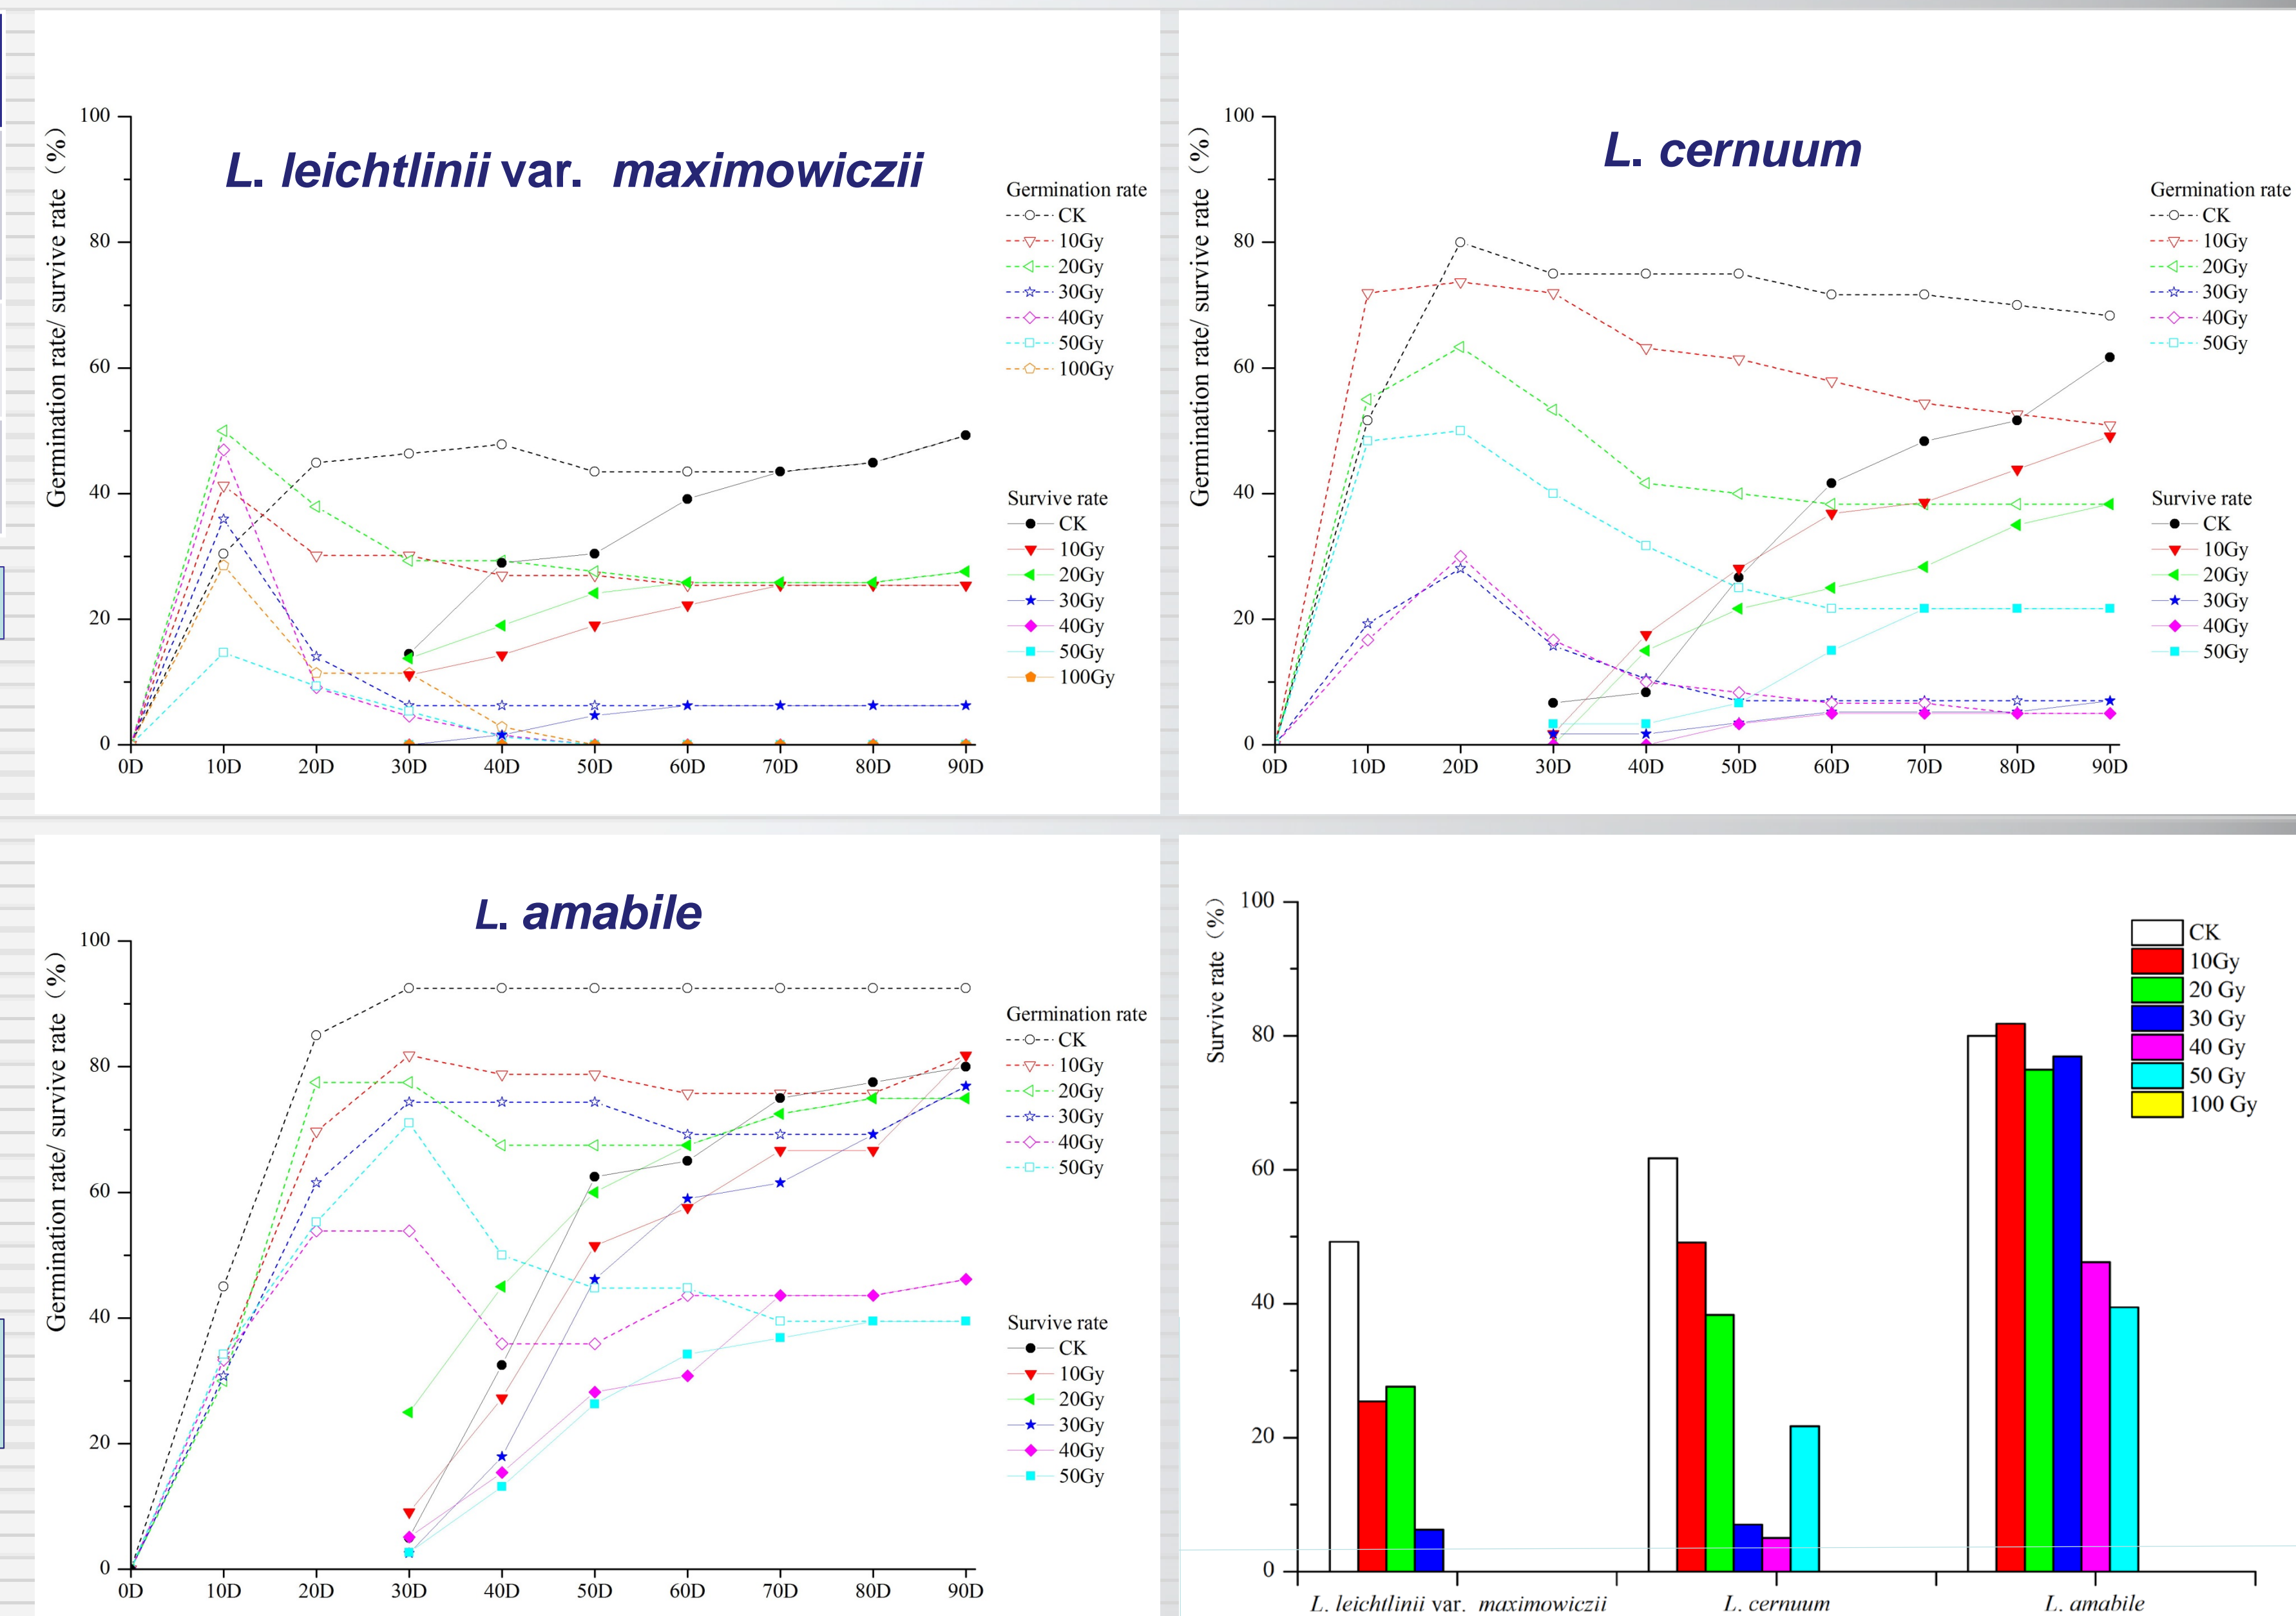 L. leichtlinii var. maximowiczii
Germination rate/ survive rate (%)
100
80
60
40
20
0
0D 10D 20D 30D 40D 50D 60D 70D 80D 90D
Germination rate
CK
10Gy
20Gy
30Gy
40Gy
50Gy
100Gy
Survive rate
CK
10Gy
20Gy
30Gy
40Gy
50Gy
100Gy
L. cernuum
Germination rate/ survive rate (%)
100
80
60
40
20
0
0D 10D 20D 30D 40D 50D 60D 70D 80D 90D
Germination rate
CK
10Gy
20Gy
30Gy
40Gy
50Gy
Survive rate
CK
10Gy
20Gy
30Gy
40Gy
50Gy
L. amabile
Germination rate/ survive rate (%)
100
80
60
40
20
0
0D 10D 20D 30D 40D 50D 60D 70D 80D 90D
Germination rate
CK
10Gy
20Gy
30Gy
40Gy
50Gy
Survive rate
CK
10Gy
20Gy
30Gy
40Gy
50Gy
Survive rate (%)
100
80
60
40
20
0
CK
10Gy
20 Gy
30 Gy
40 Gy
50 Gy
100 Gy
L. leichtlinii var. maximowiczii L. cernuum L. amabile